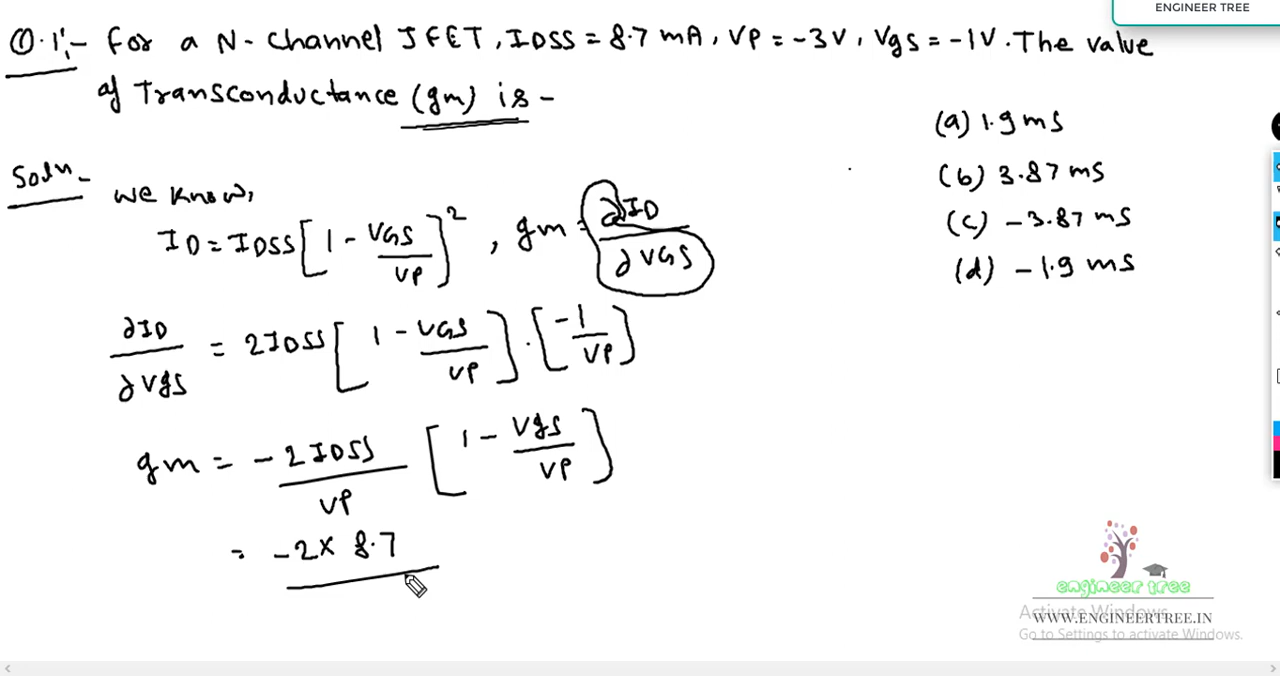 ENGINEER TREE
Q.1:- For a N-channel JFET, IDSS = 8.7 mA, VP = -3V, Vgs = -1V. The value
of Transconductance (gm) is -
(a) 1.9 ms
(b) 3.87 ms
(c) -3.87 ms
(d) -1.9 ms
Soln -
we know,
ID = IDSS [1 - VGS/VP]^2, gm = ∂ID/∂VGS
∂ID/∂Vgs = 2IDSS [1 - VGS/VP] . [-1/VP]
gm = -2IDSS/VP [1 - Vgs/VP]
= -2 x 8.7
engineer tree
WWW.ENGINEERTREE.IN
Activate Windows
Go to Settings to activate Windows.